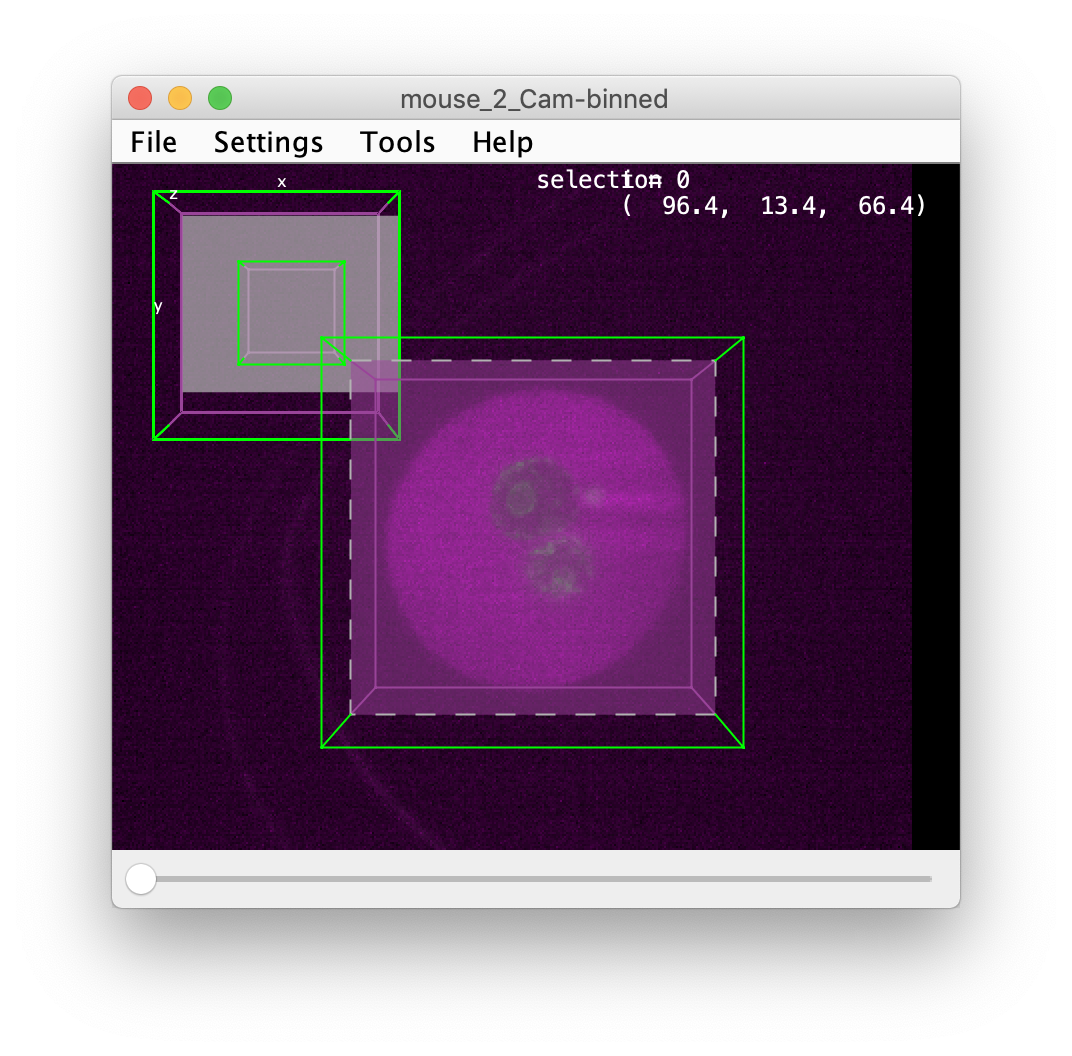 mouse_2_Cam-binned
File Settings Tools Help
x
selection
t = 0
z
( 96.4, 13.4, 66.4)
y